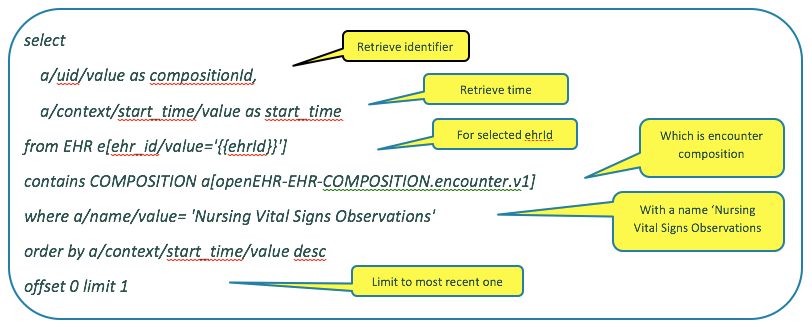 select
Retrieve identifier
a/uid/value as compositionId,
Retrieve time
a/context/start_time/value as start_time
For selected ehrId
from EHR e[ehr_id/value='{{ehrId}}']
Which is encounter
composition
contains COMPOSITION a[openEHR-EHR-COMPOSITION.encounter.v1]
where a/name/value= 'Nursing Vital Signs Observations'
With a name ‘Nursing
Vital Signs Observations
order by a/context/start_time/value desc
Limit to most recent one
offset 0 limit 1